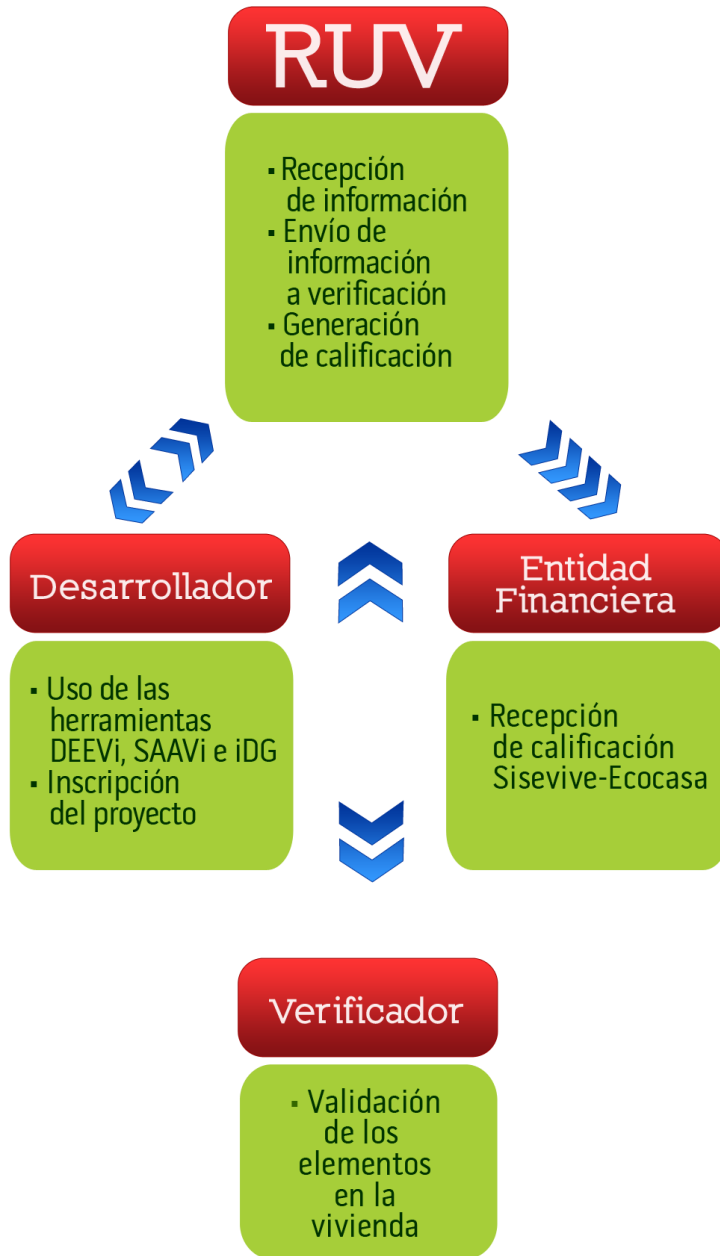 RUV
▪ Recepción
de información
▪ Envío de
información
a verificación
▪ Generación
de calificación
Desarrollador
▪ Uso de las
herramientas
DEEVi, SAAVi e iDG
▪ Inscripción
del proyecto
Entidad
Financiera
▪ Recepción
de calificación
Sisevive-Ecocasa
Verificador
▪ Validación
de los
elementos
en la
vivienda